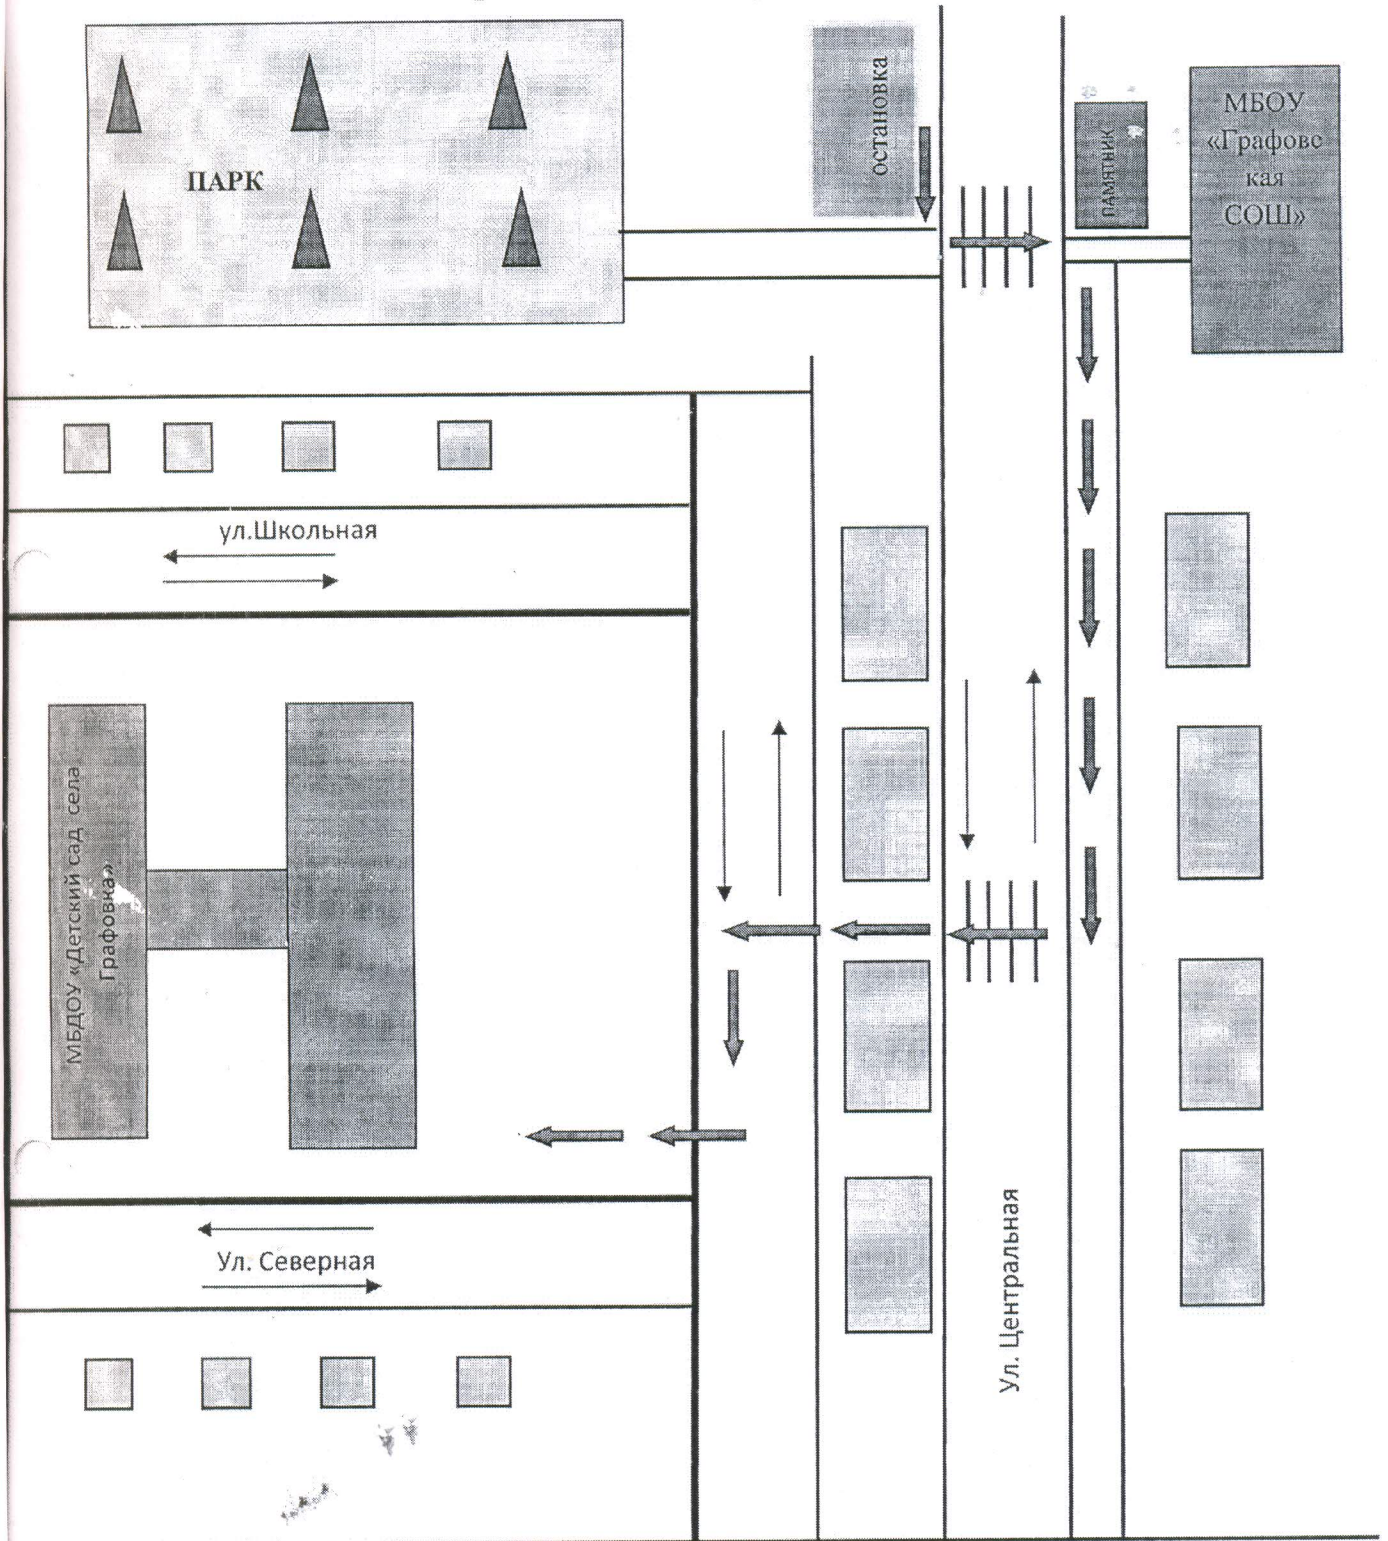 ПАРК
остановка
ПАМЯТНИК
МБОУ
«Графовс
кая
СОШ»
ул.Школьная
МБДОУ «Детский сад села
Графовка»
Ул. Северная
Ул. Центральная